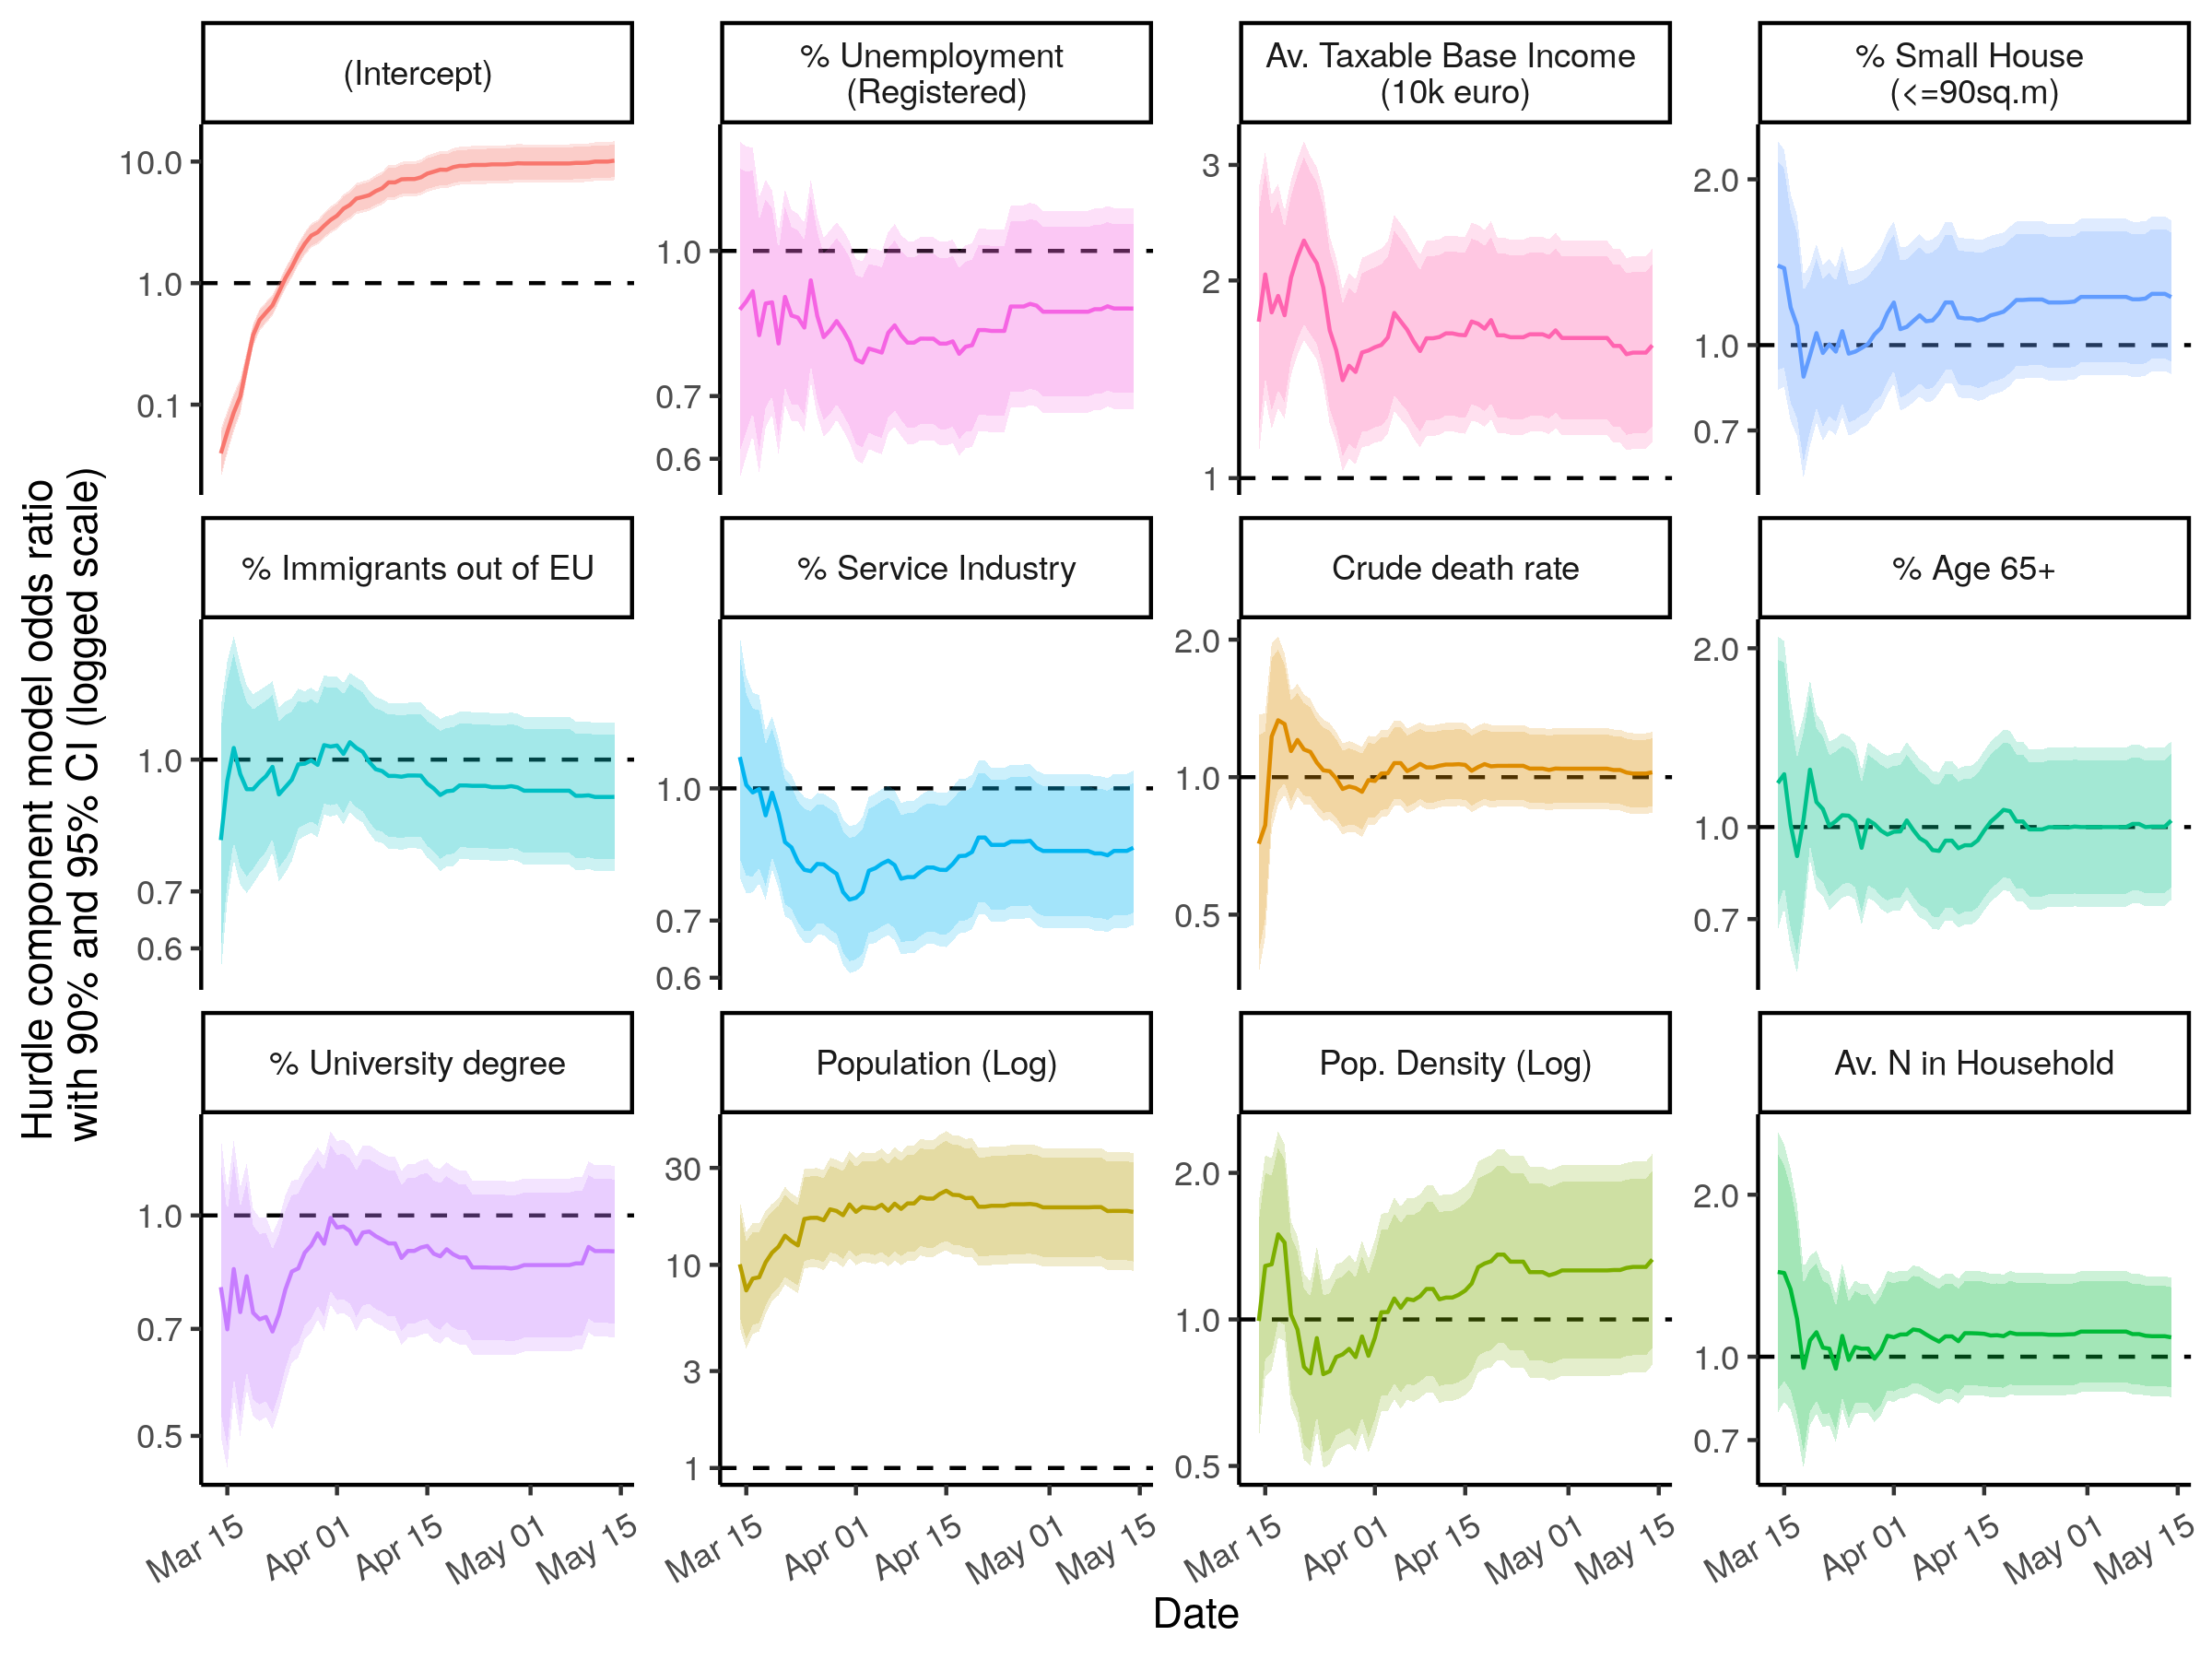 (Intercept)
% Unemployment
(Registered)
Av. Taxable Base Income
(10k euro)
% Small House
(<=90sq.m)
10.0
1.0
0.1
1.0
0.7
0.6
3
2
1
2.0
1.0
0.7
Hurdle component model odds ratio
with 90% and 95% CI (logged scale)
% Immigrants out of EU
% Service Industry
Crude death rate
% Age 65+
1.0
0.7
0.6
1.0
0.7
0.6
2.0
1.0
0.5
2.0
1.0
0.7
% University degree
Population (Log)
Pop. Density (Log)
Av. N in Household
1.0
0.7
0.5
30
10
3
1
2.0
1.0
0.5
2.0
1.0
0.7
Mar 15
Apr 01
Apr 15
May 01
May 15
Mar 15
Apr 01
Apr 15
May 01
May 15
Mar 15
Apr 01
Apr 15
May 01
May 15
Mar 15
Apr 01
Apr 15
May 01
May 15
Date